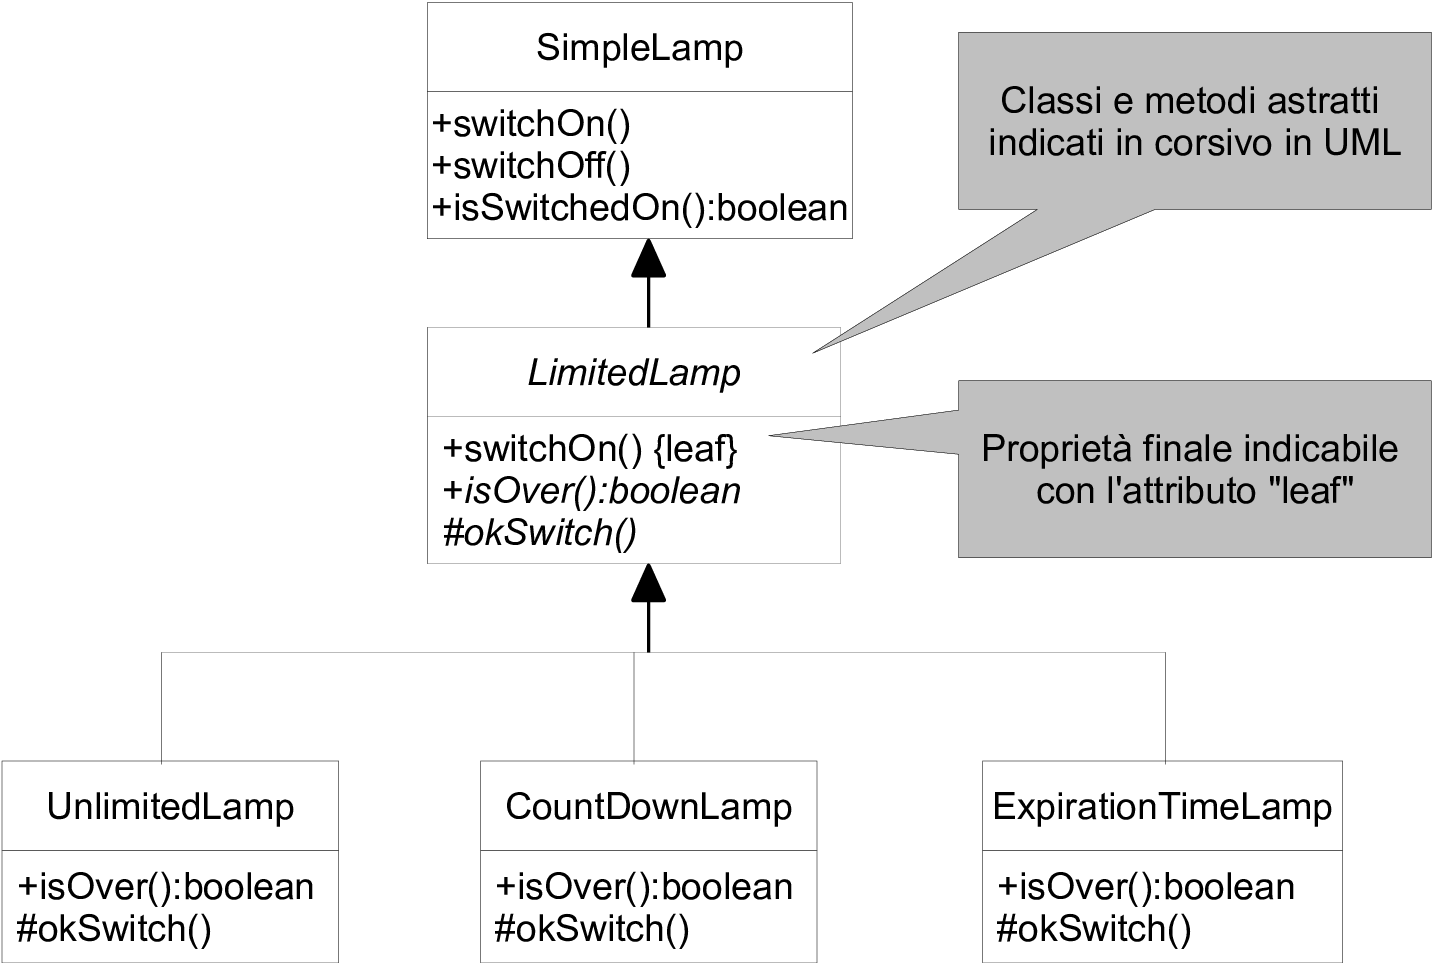 SimpleLamp
+switchOn()
+switchOff()
+isSwitchedOn():boolean
Classi e metodi astratti
indicati in corsivo in UML
LimitedLamp
+switchOn() {leaf}
+isOver():boolean
#okSwitch()
Proprietà finale indicabile
con l'attributo "leaf"
UnlimitedLamp
+isOver():boolean
#okSwitch()
CountDownLamp
+isOver():boolean
#okSwitch()
ExpirationTimeLamp
+isOver():boolean
#okSwitch()